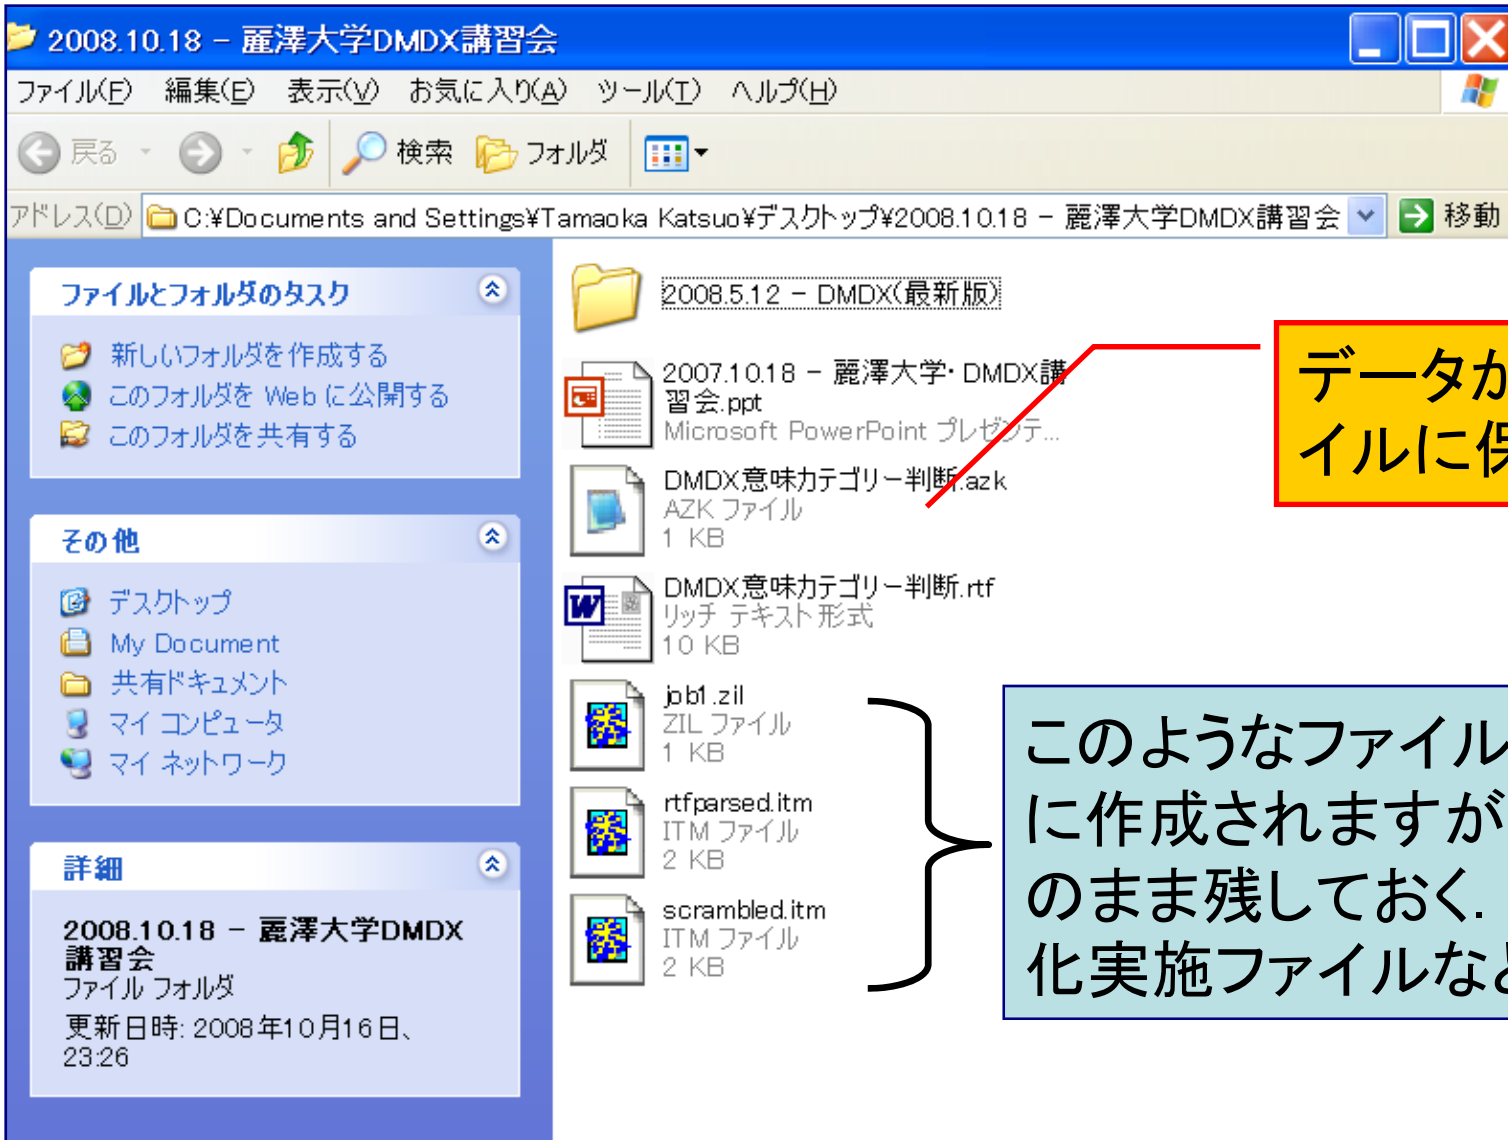 2008.10.18 − 麗澤大学DMDX講習会
ファイル(F) 編集(E) 表示(V) お気に入り(A) ツール(T) ヘルプ(H)
戻る 検索 フォルダ
アドレス(D) C:¥Documents and Settings¥Tamaoka Katsuo¥デスクトップ¥2008.10.18 − 麗澤大学DMDX講習会 移動
ファイルとフォルダのタスク
新しいフォルダを作成する
このフォルダを Web に公開する
このフォルダを共有する
その他
デスクトップ
My Document
共有ドキュメント
マイ コンピュータ
マイ ネットワーク
詳細
2008.10.18 − 麗澤大学DMDX
講習会
ファイル フォルダ
更新日時: 2008年10月16日、
23:26
2008.5.12 − DMDX(最新版)
2007.10.18 − 麗澤大学・DMDX講
習会.ppt
Microsoft PowerPoint プレゼンテ...
DMDX意味カテゴリー判断.azk
AZK ファイル
1 KB
DMDX意味カテゴリー判断.rtf
リッチ テキスト形式
10 KB
job1.zil
ZIL ファイル
1 KB
rtfparsed.itm
ITM ファイル
2 KB
scrambled.itm
ITM ファイル
2 KB
データが
イルに保
このようなファイル
に作成されますが
のまま残しておく.
化実施ファイルなど